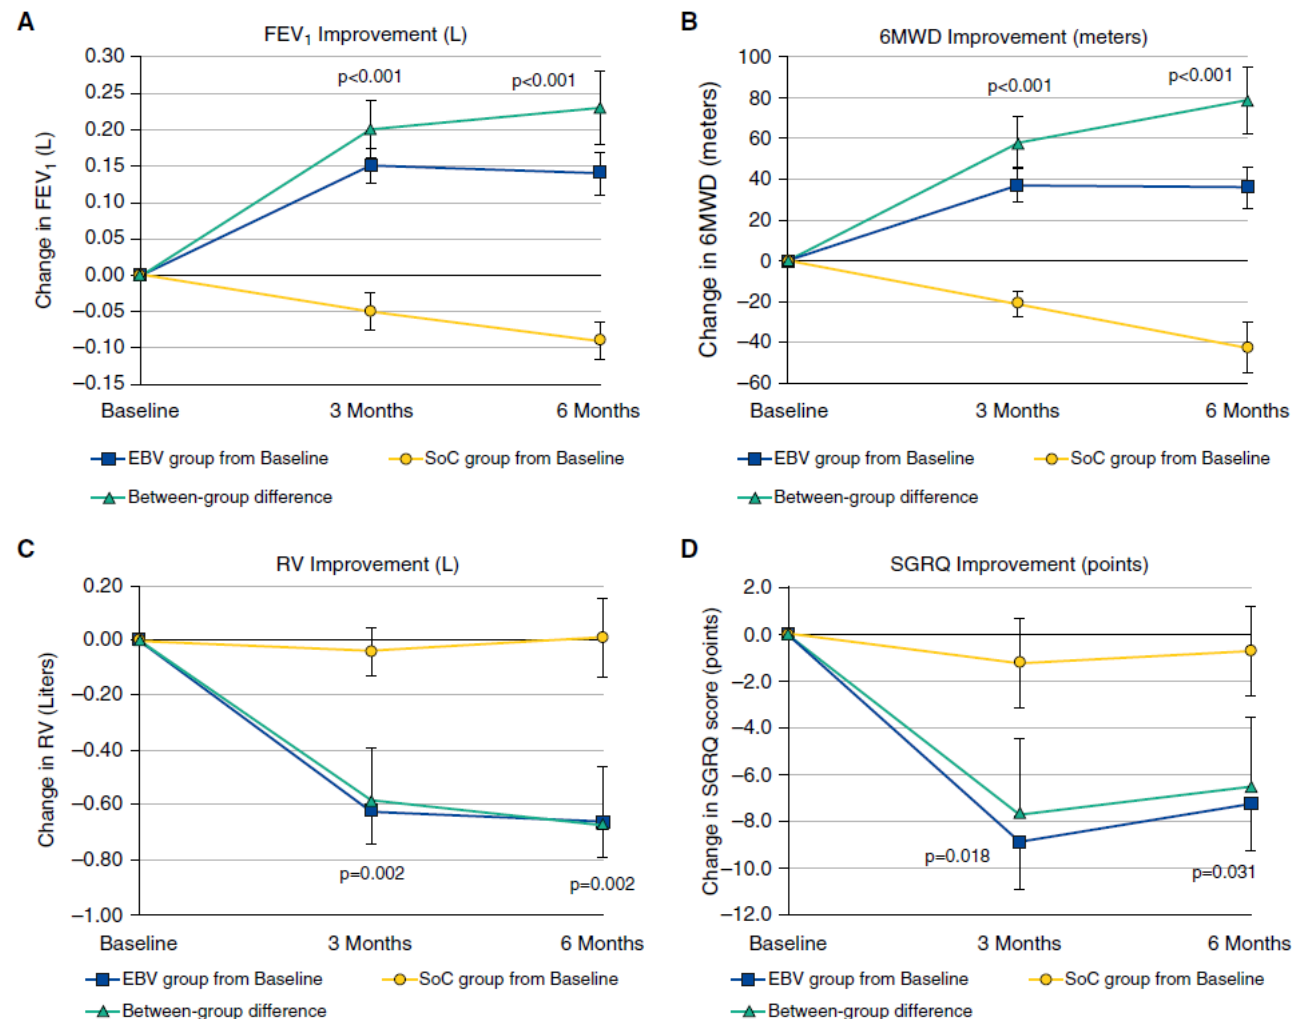 A
FEV₁ Improvement (L)
Change in FEV₁ (L)
0.30
0.25
0.20
0.15
0.10
0.05
0.00
−0.05
−0.10
−0.15
p<0.001
p<0.001
Baseline
3 Months
6 Months
EBV group from Baseline
SoC group from Baseline
Between-group difference
B
6MWD Improvement (meters)
Change in 6MWD (meters)
100
80
60
40
20
0
−20
−40
−60
p<0.001
p<0.001
Baseline
3 Months
6 Months
EBV group from Baseline
SoC group from Baseline
Between-group difference
C
RV Improvement (L)
Change in RV (Liters)
0.20
0.00
−0.20
−0.40
−0.60
−0.80
−1.00
p=0.002
p=0.002
Baseline
3 Months
6 Months
EBV group from Baseline
SoC group from Baseline
Between-group difference
D
SGRQ Improvement (points)
Change in SGRQ score (points)
2.0
0.0
−2.0
−4.0
−6.0
−8.0
−10.0
−12.0
p=0.018
p=0.031
Baseline
3 Months
6 Months
EBV group from Baseline
SoC group from Baseline
Between-group difference